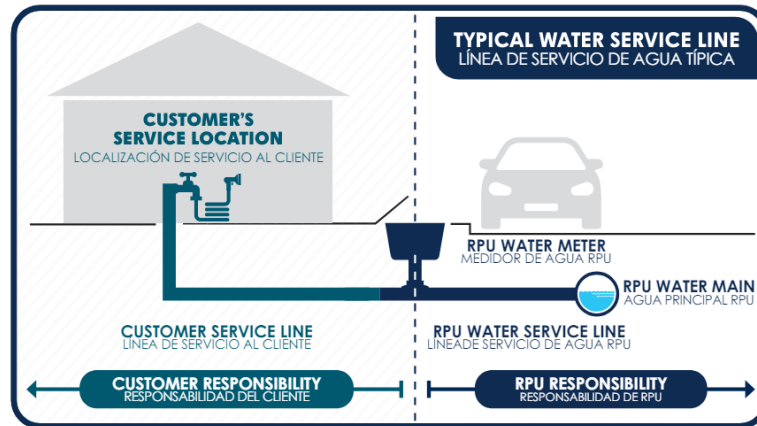 TYPICAL WATER SERVICE LINE
LÍNEA DE SERVICIO DE AGUA TÍPICA
CUSTOMER'S
SERVICE LOCATION
LOCALIZACIÓN DE SERVICIO AL CLIENTE
RPU WATER METER
MEDIDOR DE AGUA RPU
RPU WATER MAIN
AGUA PRINCIPAL RPU
CUSTOMER SERVICE LINE
LÍNEA DE SERVICIO AL CLIENTE
RPU WATER SERVICE LINE
LÍNEADE SERVICIO DE AGUA RPU
CUSTOMER RESPONSIBILITY
RESPONSABILIDAD DEL CLIENTE
RPU RESPONSIBILITY
RESPONSABILIDAD DE RPU